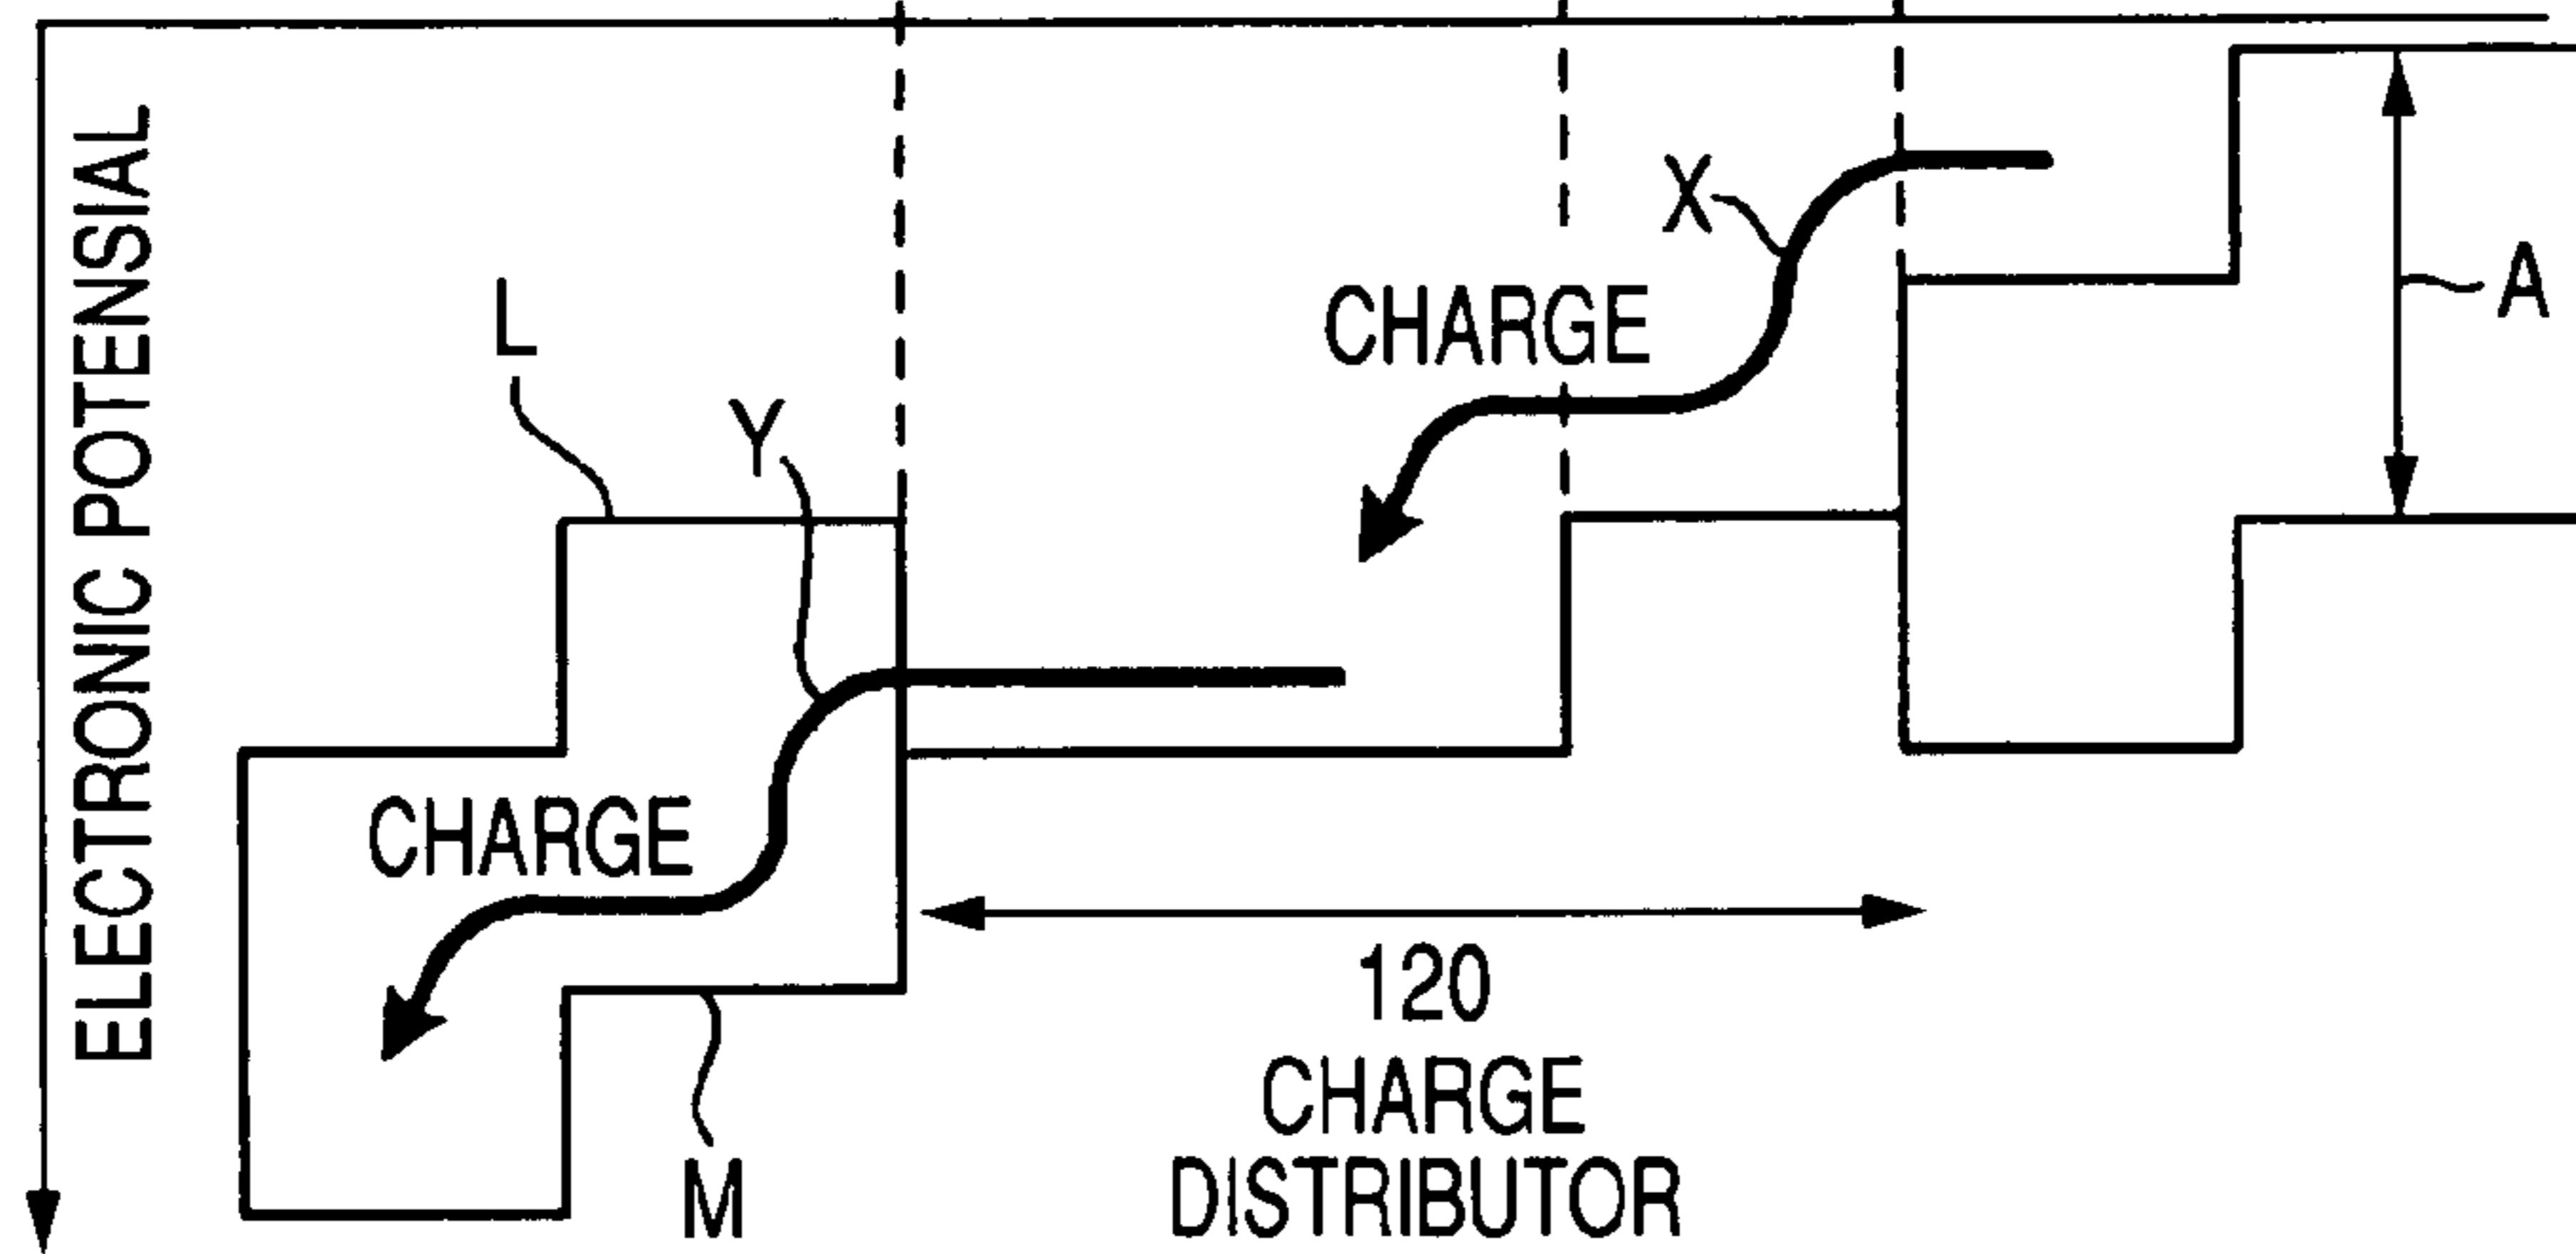 ELECTRONIC POTENSIAL
X
A
L
CHARGE
Y
CHARGE
120
CHARGE
DISTRIBUTOR
M